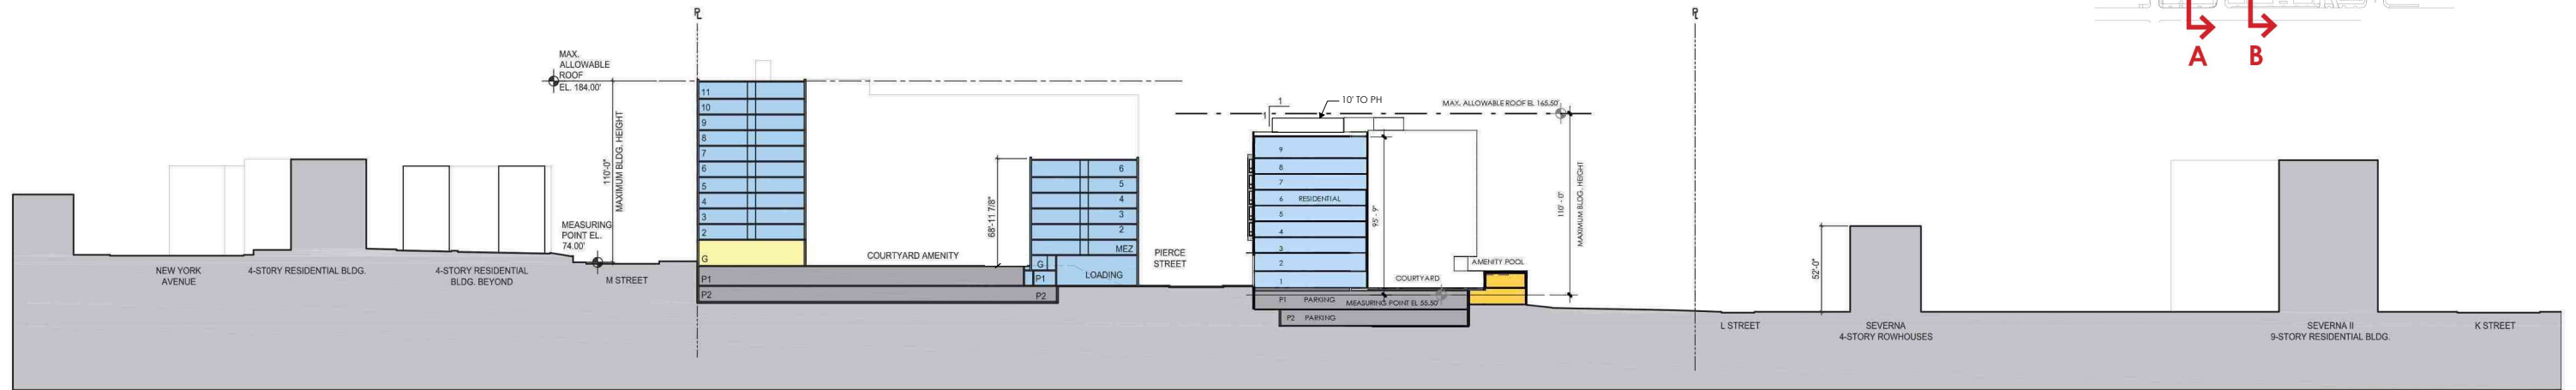 PL
PL
A
B
MAX.
ALLOWABLE
ROOF
EL. 184.00'
110'-0"
MAXIMUM BLDG. HEIGHT
MEASURING
POINT EL.
74.00'
NEW YORK
AVENUE
4-STORY RESIDENTIAL BLDG.
4-STORY RESIDENTIAL
BLDG. BEYOND
M STREET
11
10
9
8
7
6
5
4
3
2
G
P1
P2
COURTYARD AMENITY
68'-11 7/8"
6
5
4
3
2
MEZ
G
P1
LOADING
P2
PIERCE
STREET
1
1
10' TO PH
MAX. ALLOWABLE ROOF EL 165.50'
9
8
7
6 RESIDENTIAL
5
4
3
2
1
P1 PARKING
MEASURING POINT EL 55.50'
P2 PARKING
95' - 9"
COURTYARD
AMENITY POOL
110' - 0"
MAXIMUM BLDG. HEIGHT
L STREET
52'-0"
SEVERNA
4-STORY ROWHOUSES
SEVERNA II
9-STORY RESIDENTIAL BLDG.
K STREET